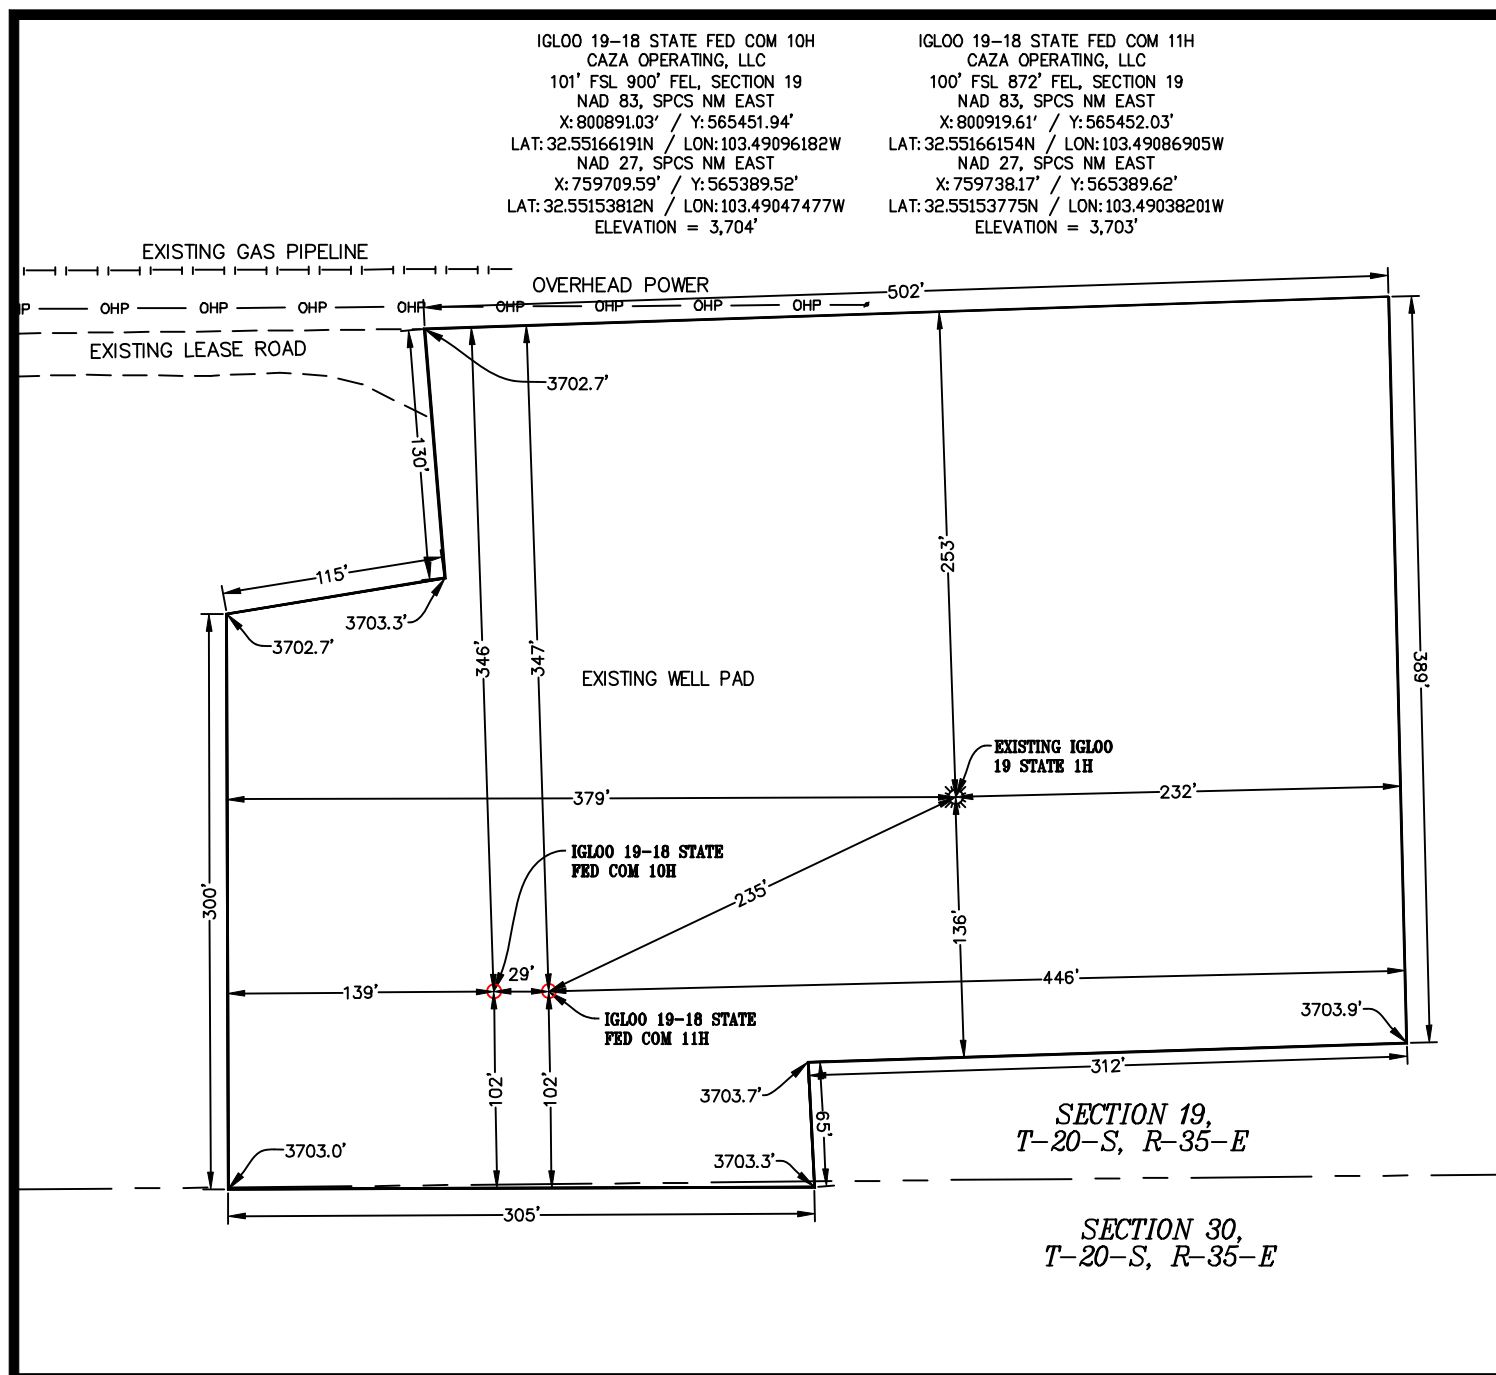 IGLOO 19-18 STATE FED COM 10H
CAZA OPERATING, LLC
101' FSL 900' FEL, SECTION 19
NAD 83, SPCS NM EAST
X:800891.03' / Y:565451.94'
LAT:32.55166191N / LON:103.49096182W
NAD 27, SPCS NM EAST
X:759709.59' / Y:565389.52'
LAT:32.55153812N / LON:103.49047477W
ELEVATION = 3,704'
IGLOO 19-18 STATE FED COM 11H
CAZA OPERATING, LLC
100' FSL 872' FEL, SECTION 19
NAD 83, SPCS NM EAST
X:800919.61' / Y:565452.03'
LAT:32.55166154N / LON:103.49086905W
NAD 27, SPCS NM EAST
X:759738.17' / Y:565389.62'
LAT:32.55153775N / LON:103.49038201W
ELEVATION = 3,703'
EXISTING GAS PIPELINE
OVERHEAD POWER
502'
HP OHP OHP OHP OHP OHP OHP OHP OHP
EXISTING LEASE ROAD
3702.7'
130'
253'
115'
3703.3'
3702.7'
346'
347'
389'
EXISTING WELL PAD
EXISTING IGLOO
19 STATE 1H
379'
232'
IGLOO 19-18 STATE
FED COM 10H
235'
300'
136'
29'
139'
446'
3703.9'
IGLOO 19-18 STATE
FED COM 11H
312'
102'
102'
3703.7'
65'
SECTION 19,
T-20-S, R-35-E
3703.0'
3703.3'
305'
SECTION 30,
T-20-S, R-35-E